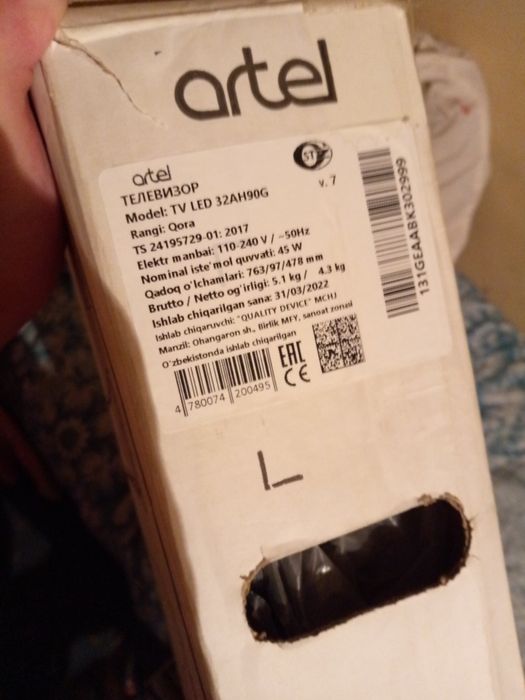 artel
artel
ТЕЛЕВИЗОР
Model: TV LED 32AH90G
v. 7
Rangi: Qora
TS 24195729-01: 2017
Elektr manbai: 110-240 V / ~50Hz
Nominal iste'mol quvvati: 45 W
Qadoq o'lchamlari: 763/97/478 mm
Brutto / Netto og'irligi: 5.1 kg / 4.3 kg
Ishlab chiqarilgan sana: 31/03/2022
Ishlab chiqaruvchi: "QUALITY DEVICE" MCHJ
Manzil: Ohangaron sh., Birlik MFY, sanoat zonasi
O'zbekistonda ishlab chiqarilgan
4 780074 200495
EAC
CE
ST
131GEAABK302999